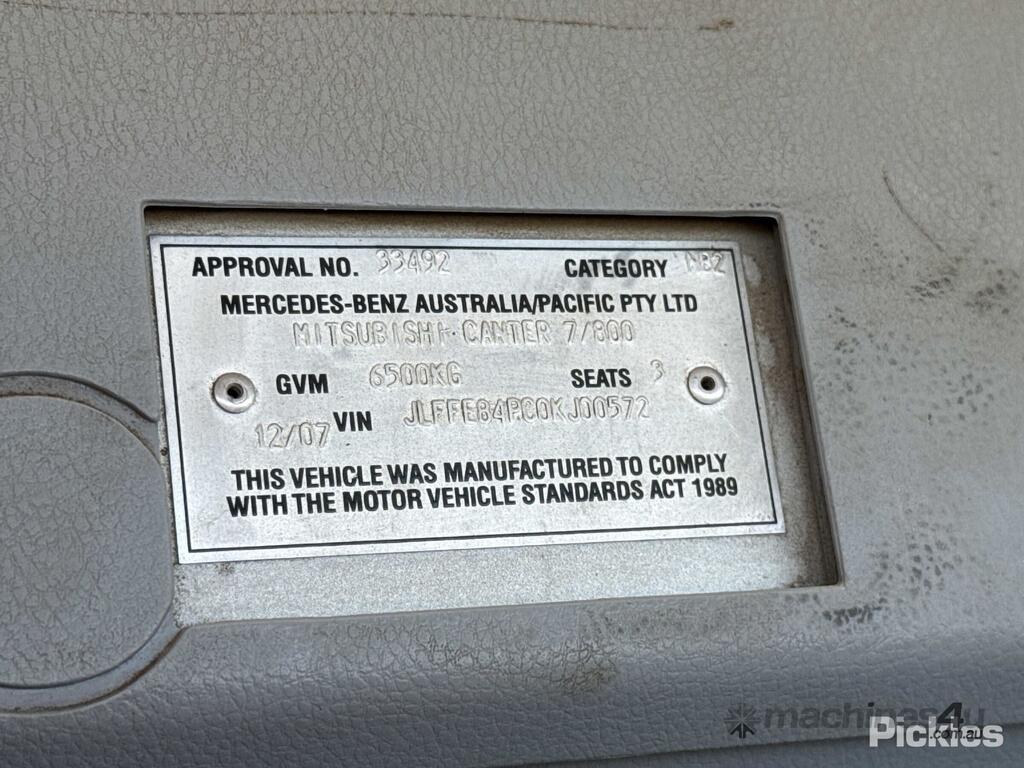 APPROVAL NO. 33492 CATEGORY NB2
MERCEDES-BENZ AUSTRALIA/PACIFIC PTY LTD
MITSUBISHI CANTER 7/800
GVM 6500KG SEATS 3
12/07 VIN JLFFEB4PC0KJ00572
THIS VEHICLE WAS MANUFACTURED TO COMPLY
WITH THE MOTOR VEHICLE STANDARDS ACT 1989
machines4u
.com.au
Pickles